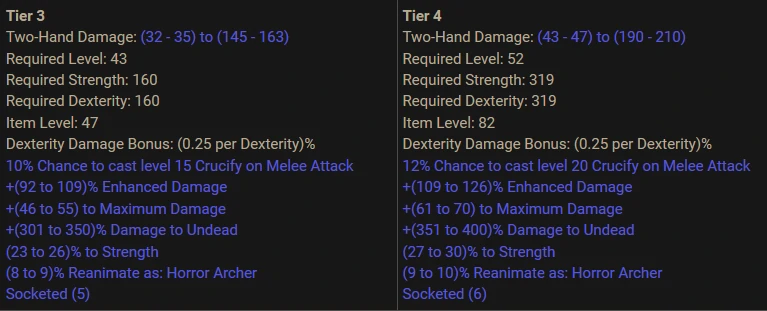 Tier 3
Two-Hand Damage: (32 - 35) to (145 - 163)
Required Level: 43
Required Strength: 160
Required Dexterity: 160
Item Level: 47
Dexterity Damage Bonus: (0.25 per Dexterity)%
10% Chance to cast level 15 Crucify on Melee Attack
+(92 to 109)% Enhanced Damage
+(46 to 55) to Maximum Damage
+(301 to 350)% Damage to Undead
(23 to 26)% to Strength
(8 to 9)% Reanimate as: Horror Archer
Socketed (5)
Tier 4
Two-Hand Damage: (43 - 47) to (190 - 210)
Required Level: 52
Required Strength: 319
Required Dexterity: 319
Item Level: 82
Dexterity Damage Bonus: (0.25 per Dexterity)%
12% Chance to cast level 20 Crucify on Melee Attack
+(109 to 126)% Enhanced Damage
+(61 to 70) to Maximum Damage
+(351 to 400)% Damage to Undead
(27 to 30)% to Strength
(9 to 10)% Reanimate as: Horror Archer
Socketed (6)